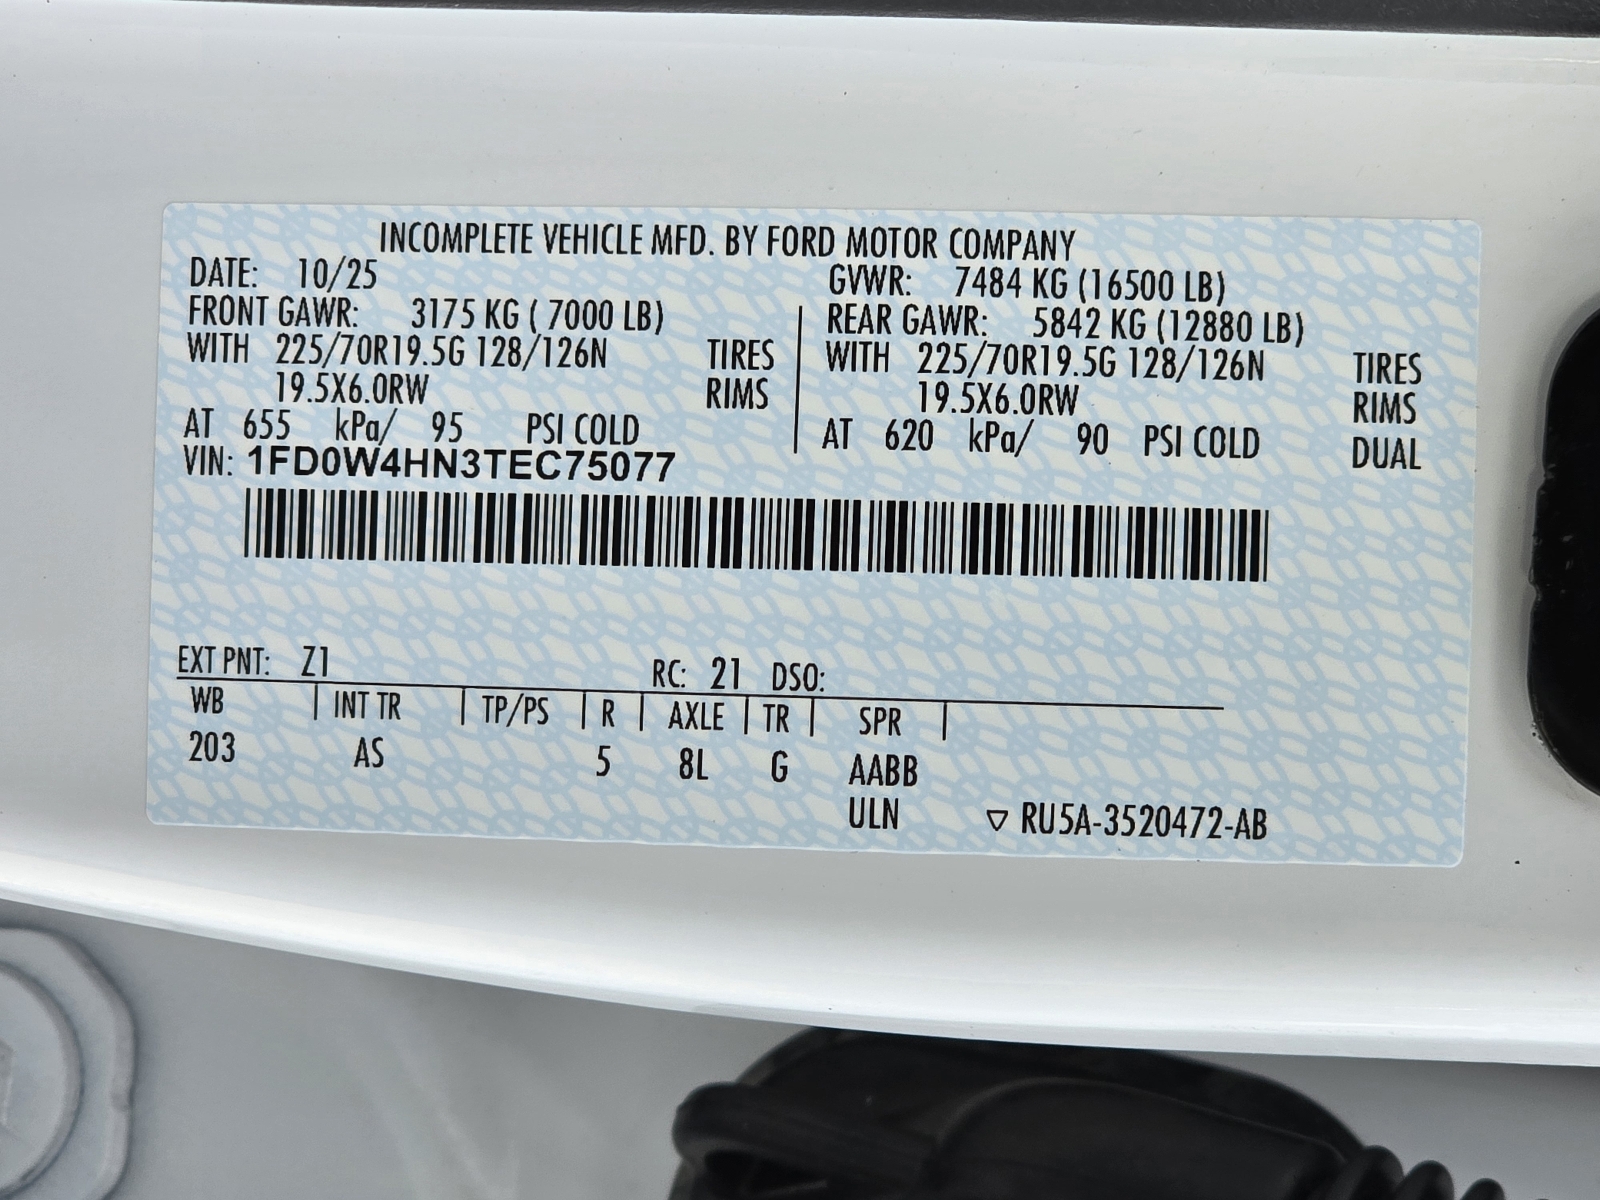 INCOMPLETE VEHICLE MFD. BY FORD MOTOR COMPANY
DATE: 10/25 GVWR: 7484 KG (16500 LB)
FRONT GAWR: 3175 KG ( 7000 LB) REAR GAWR: 5842 KG (12880 LB)
WITH 225/70R19.5G 128/126N TIRES WITH 225/70R19.5G 128/126N TIRES
19.5X6.0RW RIMS 19.5X6.0RW RIMS
AT 655 kPa/ 95 PSI COLD AT 620 kPa/ 90 PSI COLD DUAL
VIN: 1FD0W4HN3TEC75077
EXT PNT: Z1 RC: 21 DSO:
WB | INT TR | TP/PS | R | AXLE | TR | SPR |
203 AS 5 8L G AABB
ULN ▽ RU5A-3520472-AB